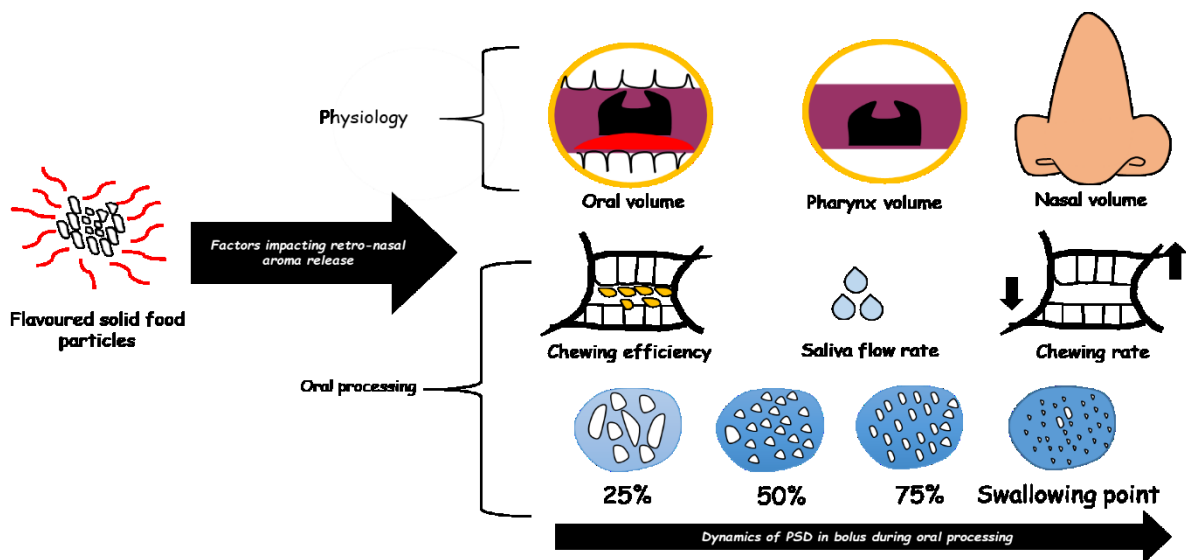 Physiology
Oral volume
Pharynx volume
Nasal volume
Factors impacting retro-nasal
aroma release
Flavoured solid food
particles
Chewing efficiency
Saliva flow rate
Chewing rate
Oral processing
25%
50%
75%
Swallowing point
Dynamics of PSD in bolus during oral processing